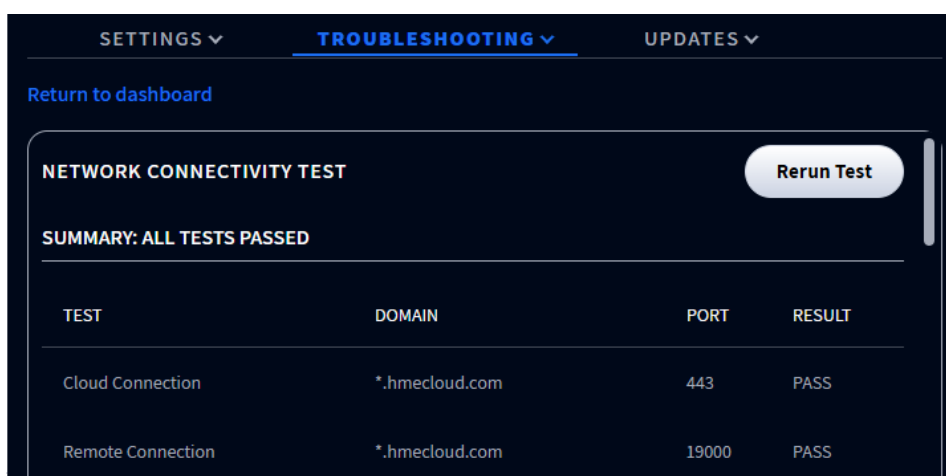 SETTINGS TROUBLESHOOTING UPDATES
Return to dashboard
NETWORK CONNECTIVITY TEST Rerun Test
SUMMARY: ALL TESTS PASSED
TEST DOMAIN PORT RESULT
Cloud Connection *.hmecloud.com 443 PASS
Remote Connection *.hmecloud.com 19000 PASS